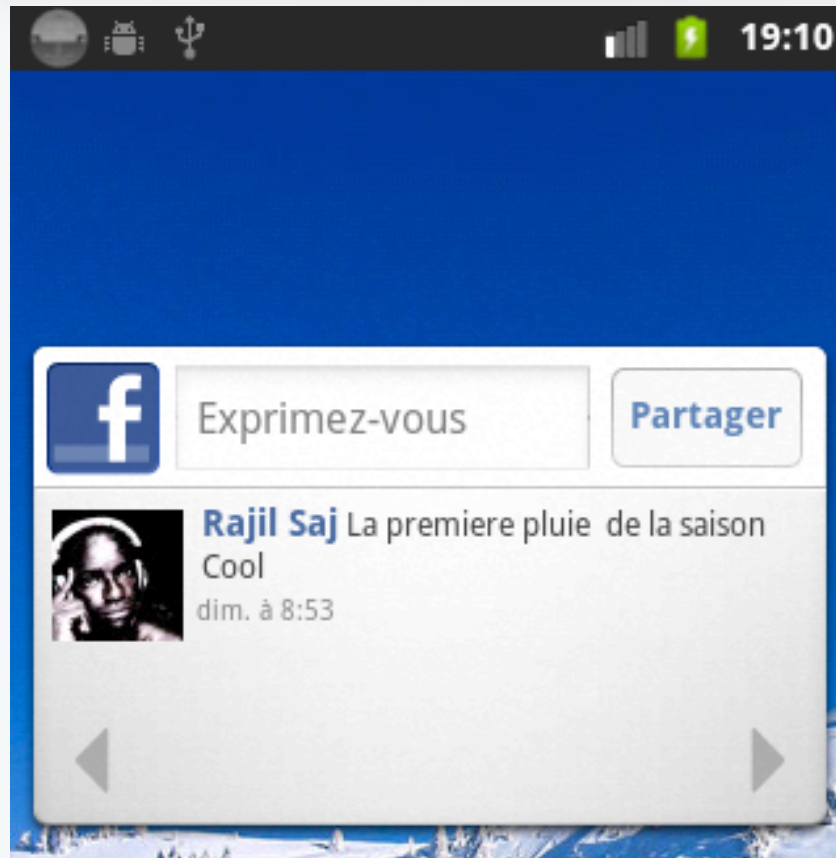 19:10
f
Exprimez-vous
Partager
Rajil Saj La premiere pluie  de la saison
Cool
dim. à 8:53